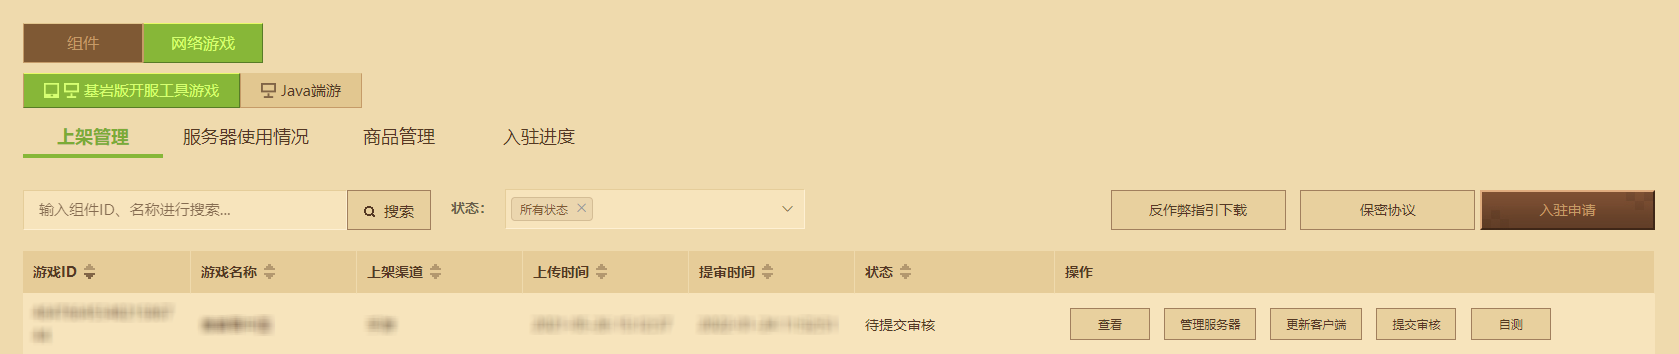 组件 网络游戏
基岩版开服工具游戏 Java端游
上架管理 服务器使用情况 商品管理 入驻进度
输入组件ID、名称进行搜索... 搜索 状态： 所有状态 反作弊指引下载 保密协议 入驻申请
游戏ID 游戏名称 上架渠道 上传时间 提审时间 状态 操作
待提交审核 查看 管理服务器 更新客户端 提交审核 自测